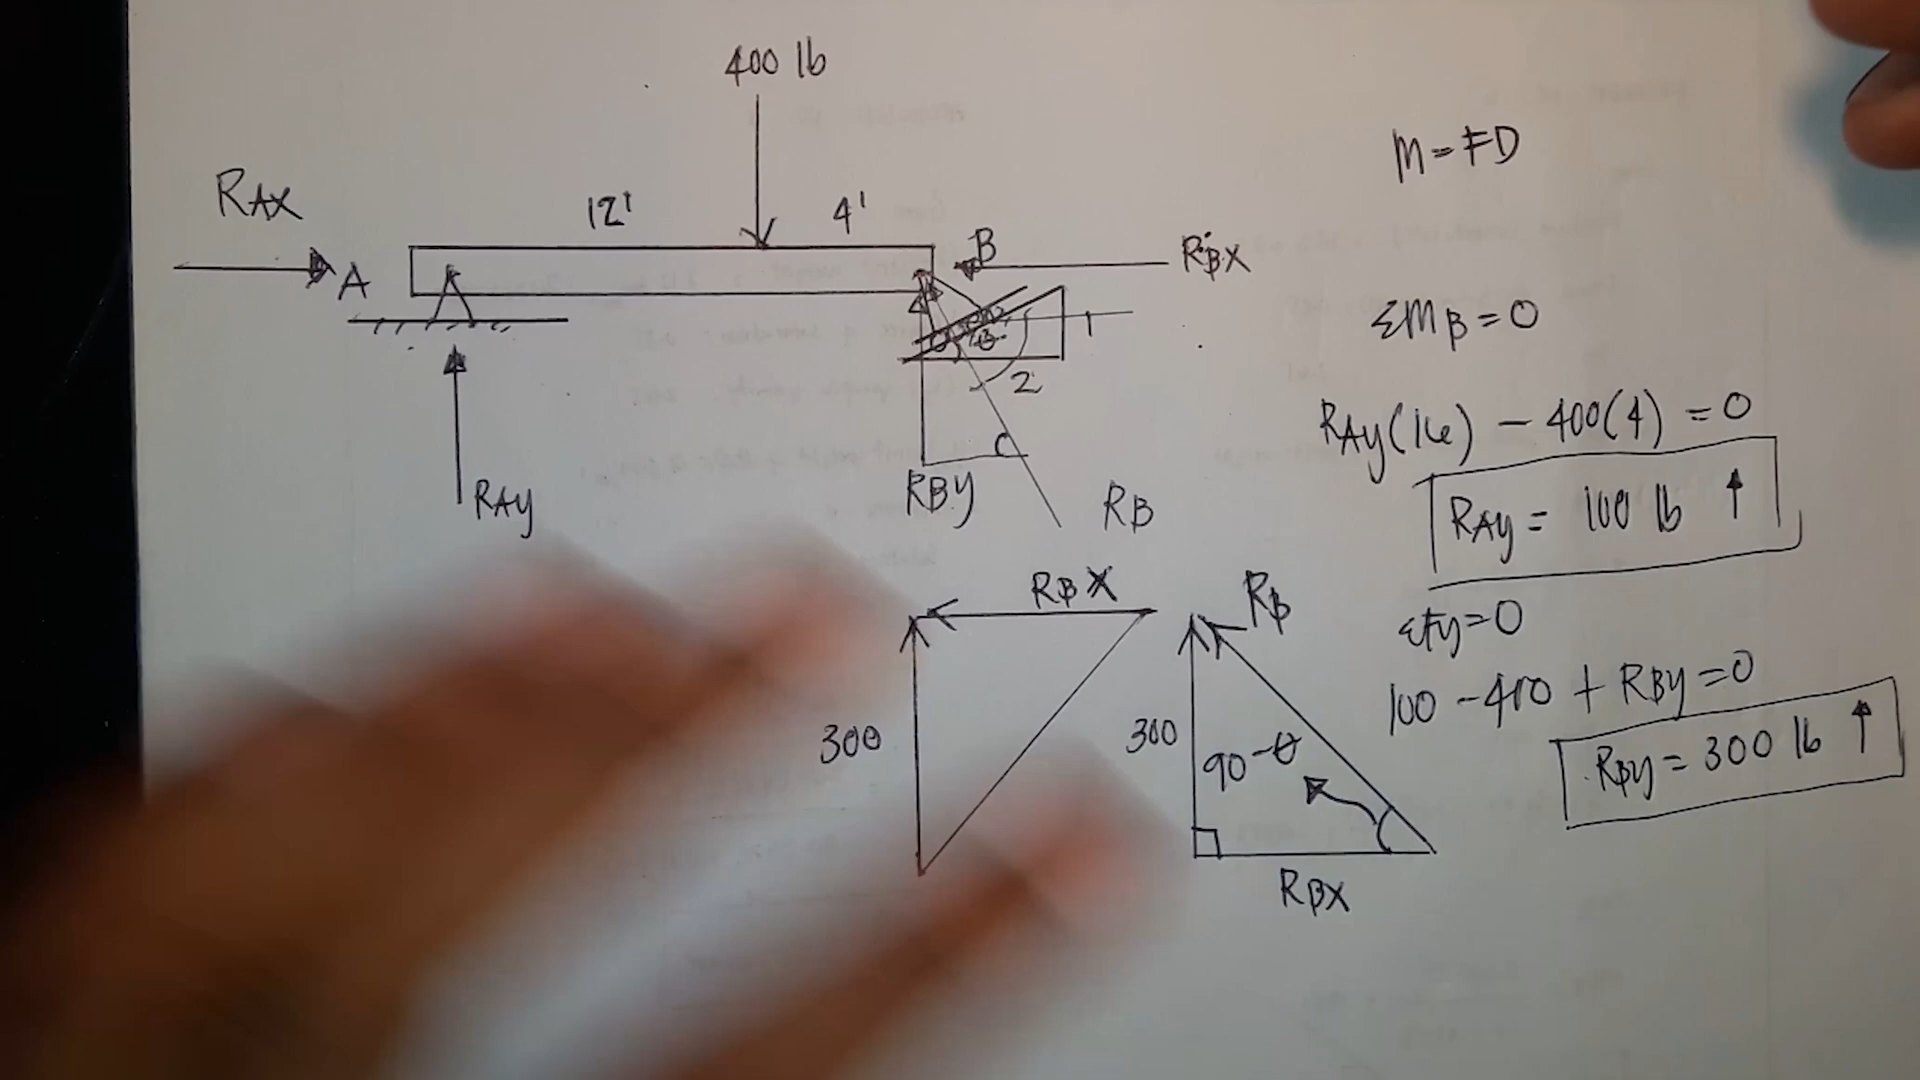 400 lb
RAX
12'
4'
A
B
RBX
θ
1
2
RAY
RBY
RB
RBX
300
RB
300
90-θ
RBX
M=FD
ΣMB=0
RAy(16) - 400(4) = 0
RAy = 100 lb ↑
ΣFy=0
100 - 400 + RBy = 0
RBy = 300 lb ↑